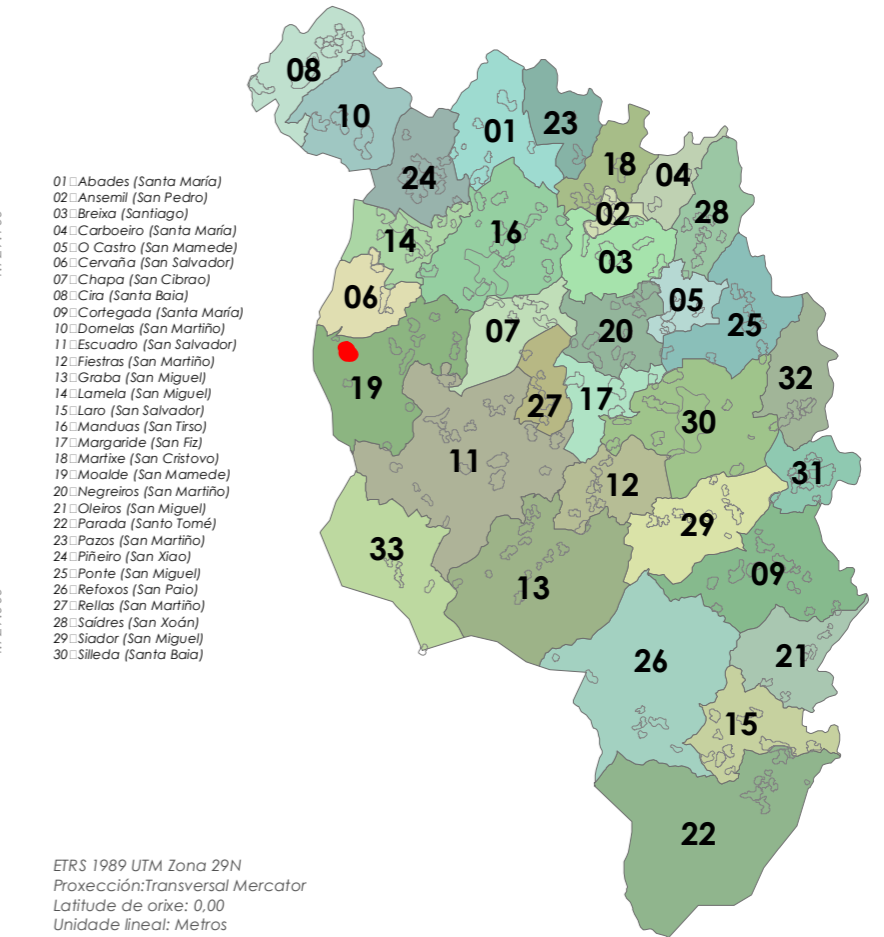 01 Abades (Santa María)
02 Ansemil (San Pedro)
03 Breixa (Santiago)
04 Carboeiro (Santa María)
05 O Castro (San Mamede)
06 Cervaña (San Salvador)
07 Chapa (San Cibrao)
08 Cira (Santa Baia)
09 Cortegada (Santa María)
10 Dornelas (San Martiño)
11 Escuadro (San Salvador)
12 Fiestras (San Martiño)
13 Graba (San Miguel)
14 Lamela (San Miguel)
15 Laro (San Salvador)
16 Manduas (San Tirso)
17 Margaride (San Fiz)
18 Martixe (San Cristovo)
19 Moalde (San Mamede)
20 Negreiros (San Martiño)
21 Oleiros (San Miguel)
22 Parada (Santo Tomé)
23 Pazos (San Martiño)
24 Piñeiro (San Xiao)
25 Ponte (San Miguel)
26 Refoxos (San Paio)
27 Rellas (San Martiño)
28 Saídres (San Xoán)
29 Siador (San Miguel)
30 Silleda (Santa Baia)
ETRS 1989 UTM Zona 29N
Proxección:Transversal Mercator
Latitude de orixe: 0,00
Unidade lineal: Metros
08
10
01
23
24
18
04
02
28
14
16
03
06
05
07
20
25
19
27
17
32
30
11
12
31
29
33
13
09
26
21
15
22